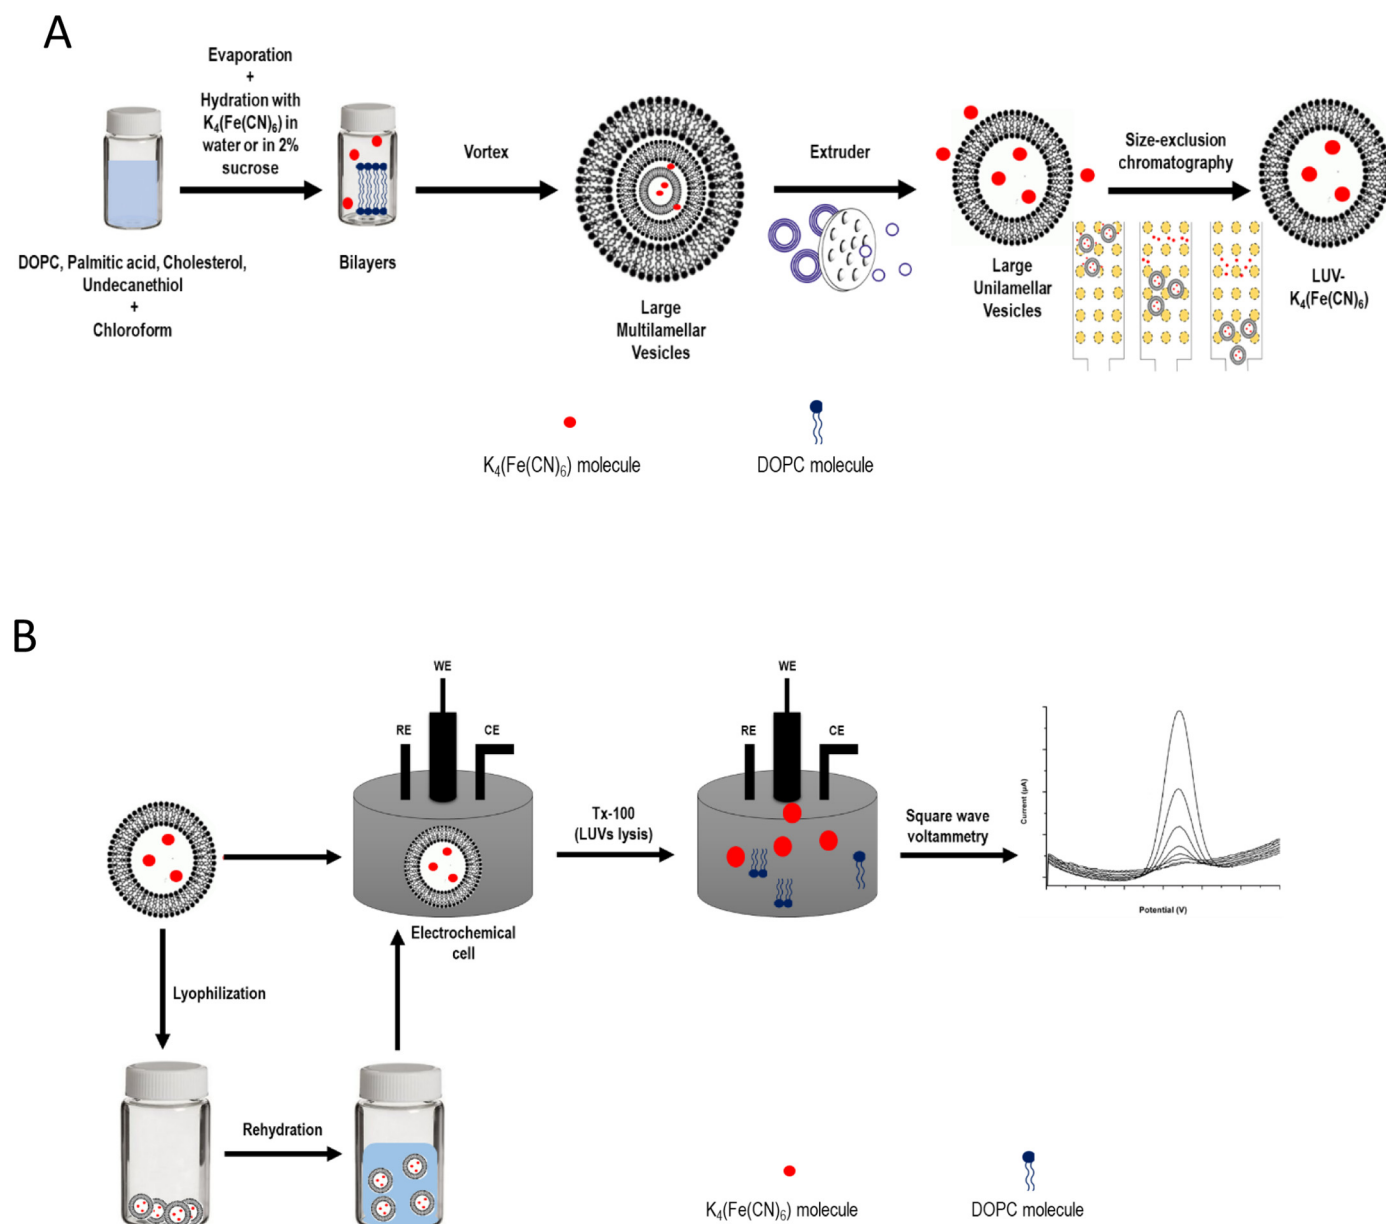 A
Evaporation
+
Hydration with
K₄(Fe(CN)₆) in
water or in 2%
sucrose
Vortex
Extruder
Size-exclusion
chromatography
DOPC, Palmitic acid, Cholesterol,
Undecanethiol
+
Chloroform
Bilayers
Large
Multilamellar
Vesicles
Large
Unilamellar
Vesicles
LUV-
K₄(Fe(CN)₆)
K₄(Fe(CN)₆) molecule
DOPC molecule
B
WE
RE
CE
WE
RE
CE
Tx-100
(LUVs lysis)
Square wave
voltammetry
Current (µA)
Potential (V)
Electrochemical
cell
Lyophilization
Rehydration
K₄(Fe(CN)₆) molecule
DOPC molecule